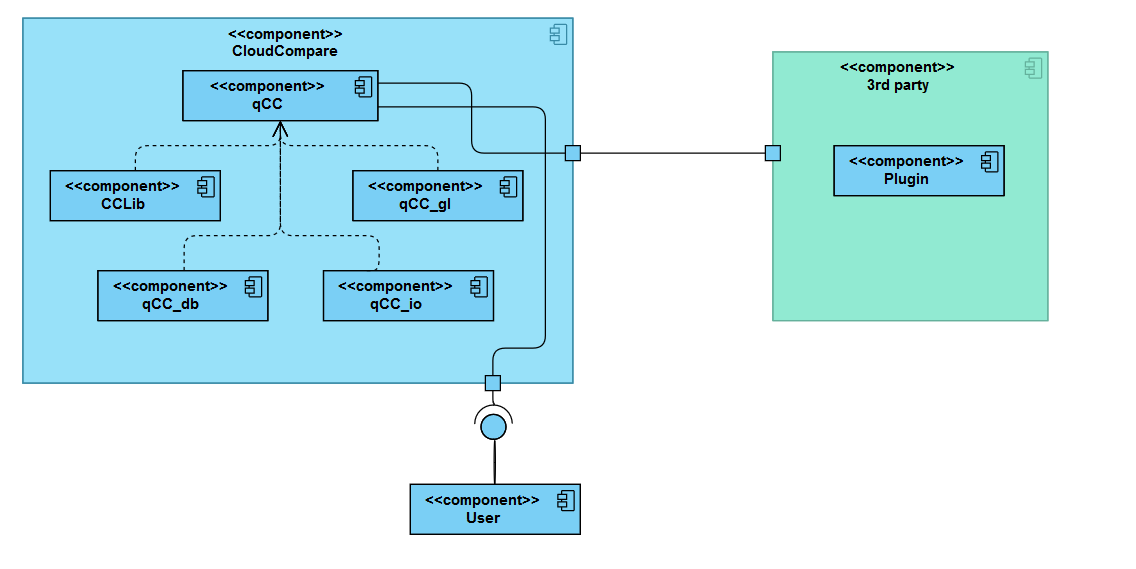 <<component>>
CloudCompare
<<component>>
qCC
<<component>>
3rd party
<<component>>
CCLib
<<component>>
qCC_gl
<<component>>
Plugin
<<component>>
qCC_db
<<component>>
qCC_io
<<component>>
User